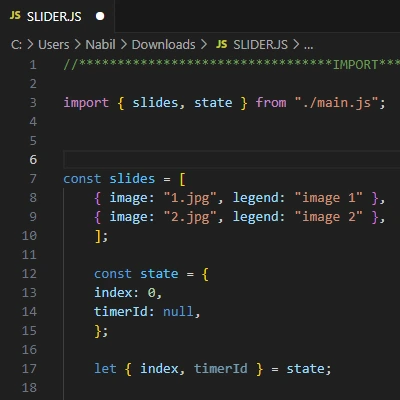 JS SLIDER.JS
C: > Users > Nabil > Downloads > JS SLIDER.JS > ...
1 //*********************************IMPORT***
2
3 import { slides, state } from "./main.js";
4
5
6
7 const slides = [
8 { image: "1.jpg", legend: "image 1" },
9 { image: "2.jpg", legend: "image 2" },
10 ];
11
12 const state = {
13 index: 0,
14 timerId: null,
15 };
16
17 let { index, timerId } = state;
18